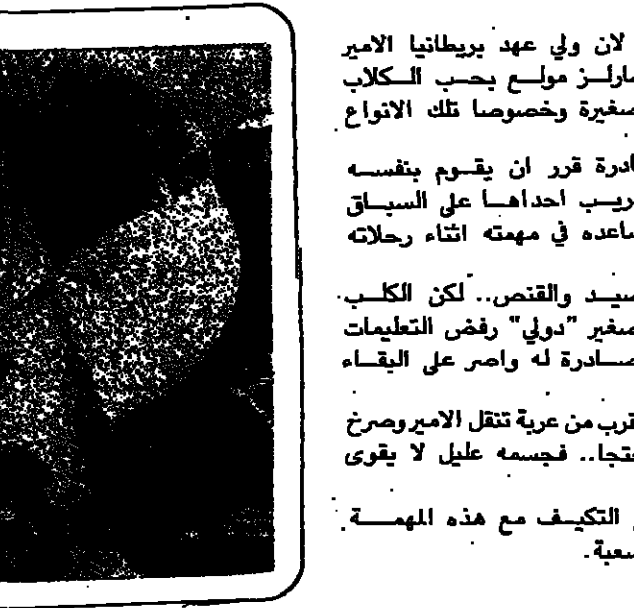 لان ولي عهد بريطانيا الامير
مارلـز مولـع بحـب الـكلاب
صغيرة وخصوصا تلك الانواع
ادرة قرر ان يقـوم بنفسـه
ريـب احداهـا على السبـاق
ساعده في مهمته اثناء رحلاته
صيـد والقنص.. لكن الكلـب
صغير "دولي" رفض التعليمات
صـادرة له واصر على البقـاء
قرب من عربة تنقل الامير وصرخ
حتجا.. فجسمه عليل لا يقوى
التكيـف مع هذه المهمـــة
سعبة.